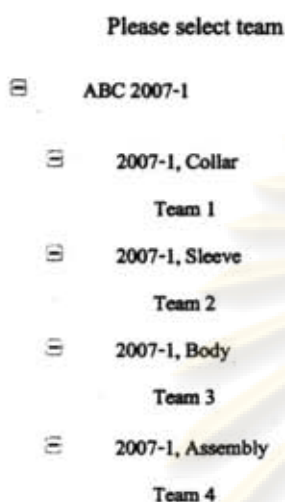 Please select team
ABC 2007-1
2007-1, Collar
Team 1
2007-1, Sleeve
Team 2
2007-1, Body
Team 3
2007-1, Assembly
Team 4